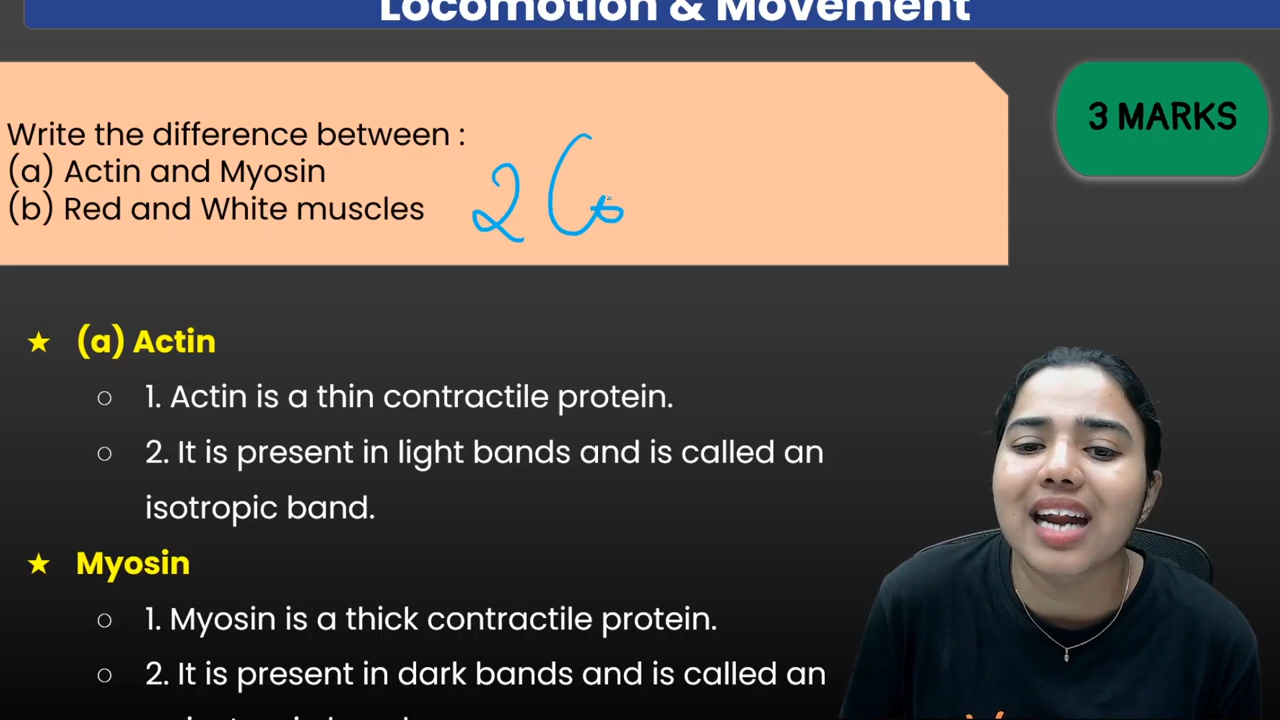 Locomotion & Movement
3 MARKS
Write the difference between :
(a) Actin and Myosin
(b) Red and White muscles
2
★ (a) Actin
○ 1. Actin is a thin contractile protein.
○ 2. It is present in light bands and is called an
isotropic band.
★ Myosin
○ 1. Myosin is a thick contractile protein.
○ 2. It is present in dark bands and is called an